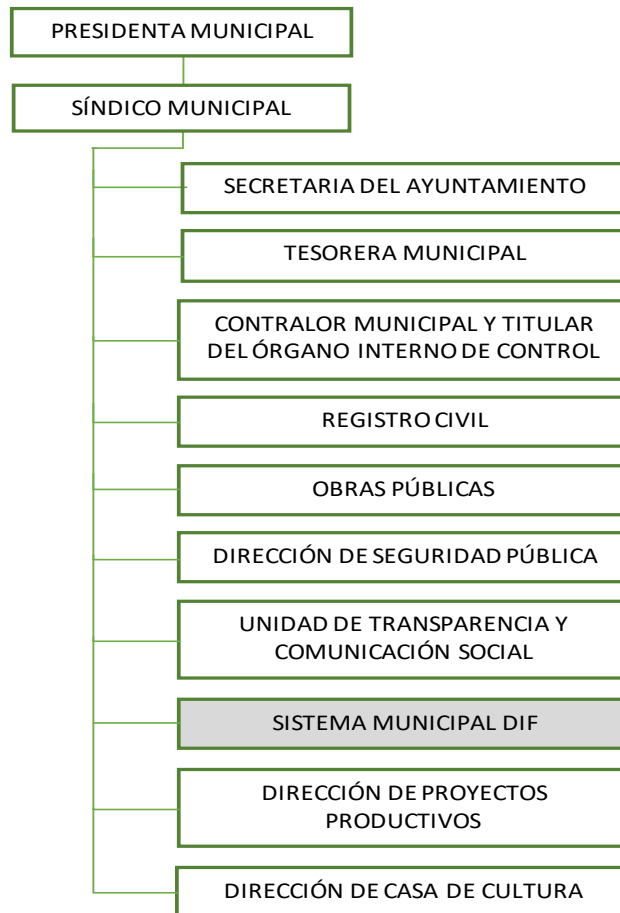 PRESIDENTA MUNICIPAL
SÍNDICO MUNICIPAL
SECRETARIA DEL AYUNTAMIENTO
TESORERA MUNICIPAL
CONTRALOR MUNICIPAL Y TITULAR
DEL ÓRGANO INTERNO DE CONTROL
REGISTRO CIVIL
OBRAS PÚBLICAS
DIRECCIÓN DE SEGURIDAD PÚBLICA
UNIDAD DE TRANSPARENCIA Y
COMUNICACIÓN SOCIAL
SISTEMA MUNICIPAL DIF
DIRECCIÓN DE PROYECTOS
PRODUCTIVOS
DIRECCIÓN DE CASA DE CULTURA